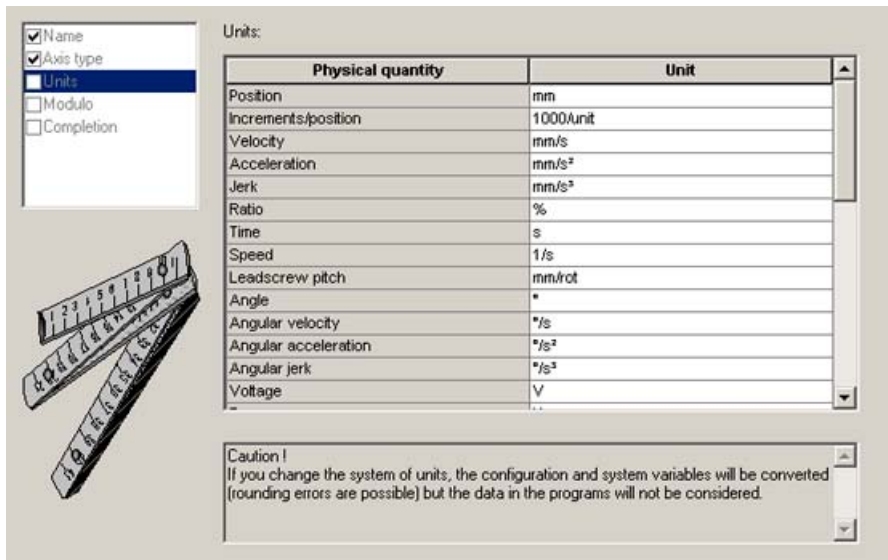 Name
Axis type
Units
Modulo
Completion
Units:
Physical quantity Unit
Position mm
Increments/position 1000/unit
Velocity mm/s
Acceleration mm/s²
Jerk mm/s³
Ratio %
Time s
Speed 1/s
Leadscrew pitch mm/rot
Angle °
Angular velocity °/s
Angular acceleration °/s²
Angular jerk °/s³
Voltage V
Caution !
If you change the system of units, the configuration and system variables will be converted
(rounding errors are possible) but the data in the programs will not be considered.